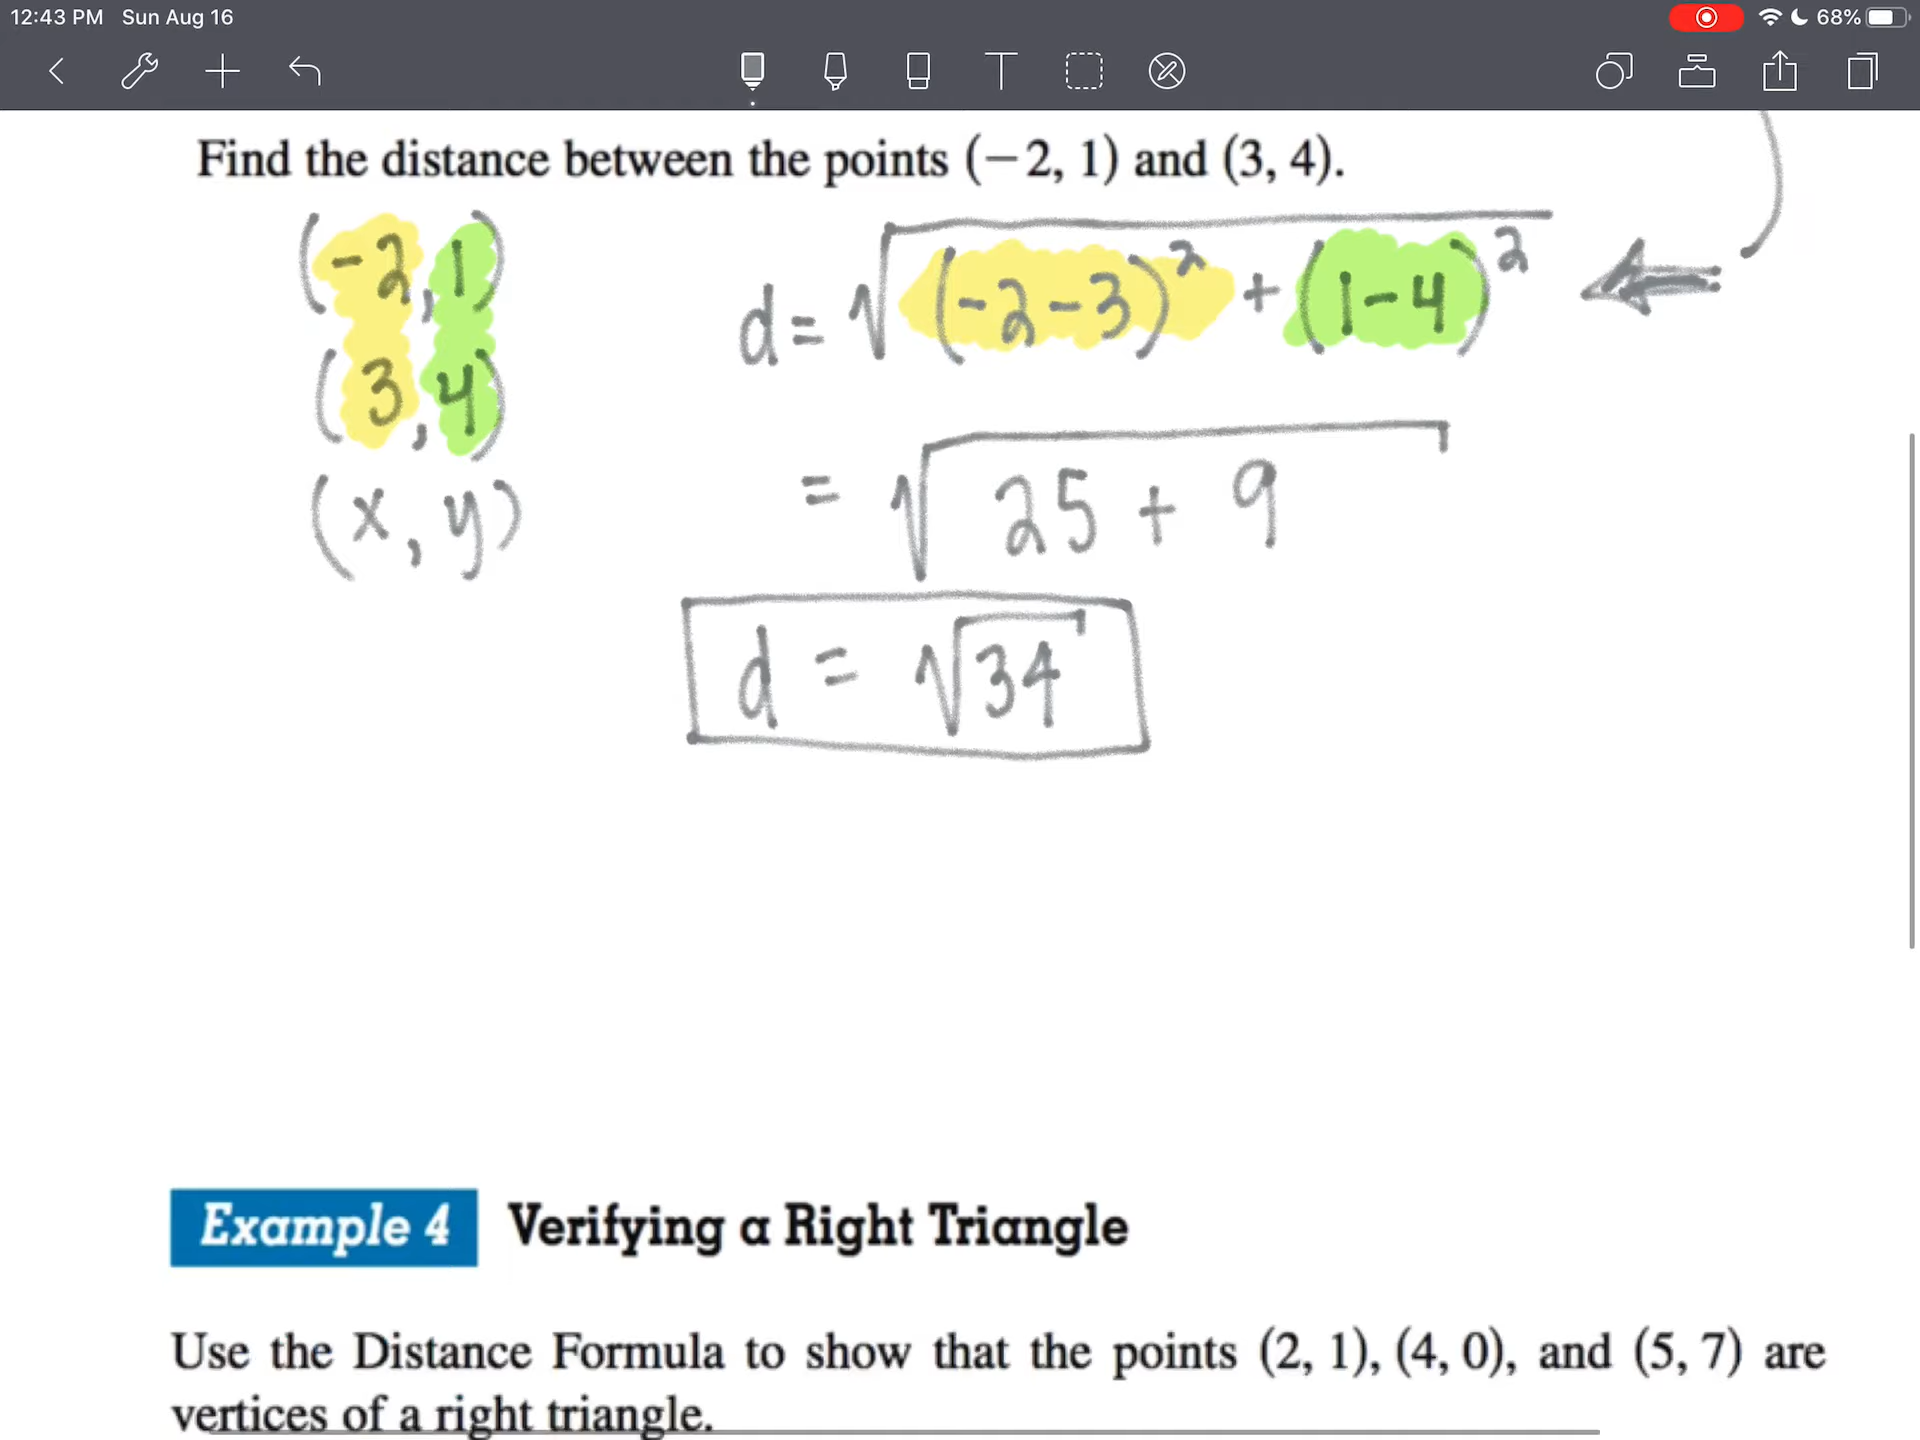 12:43 PM Sun Aug 16 68%
Find the distance between the points (−2, 1) and (3, 4).
(-2, 1)
(3, 4)
(x, y)
d = √(-2-3)² + (1-4)²
= √25 + 9
d = √34
Example 4 Verifying a Right Triangle
Use the Distance Formula to show that the points (2, 1), (4, 0), and (5, 7) are
vertices of a right triangle.